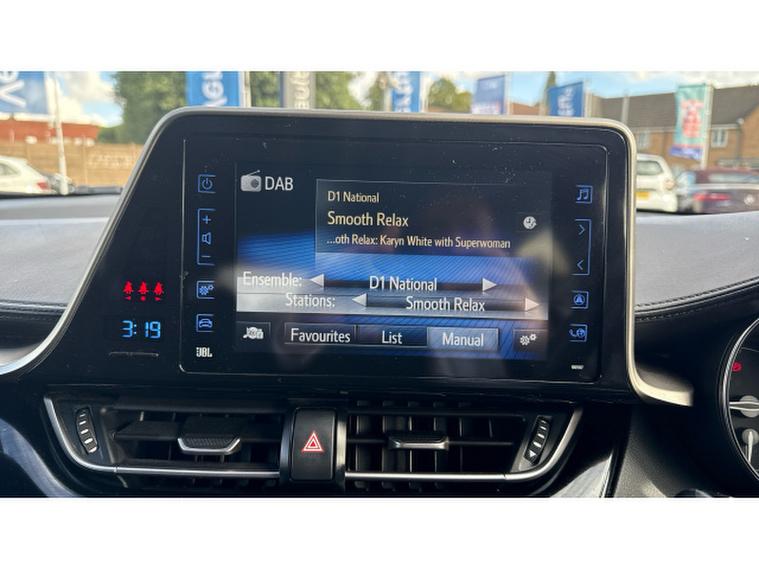 DAB
D1 National
Smooth Relax
...oth Relax: Karyn White with Superwoman
Ensemble: D1 National
Stations: Smooth Relax
Favourites List Manual
3:19
JBL